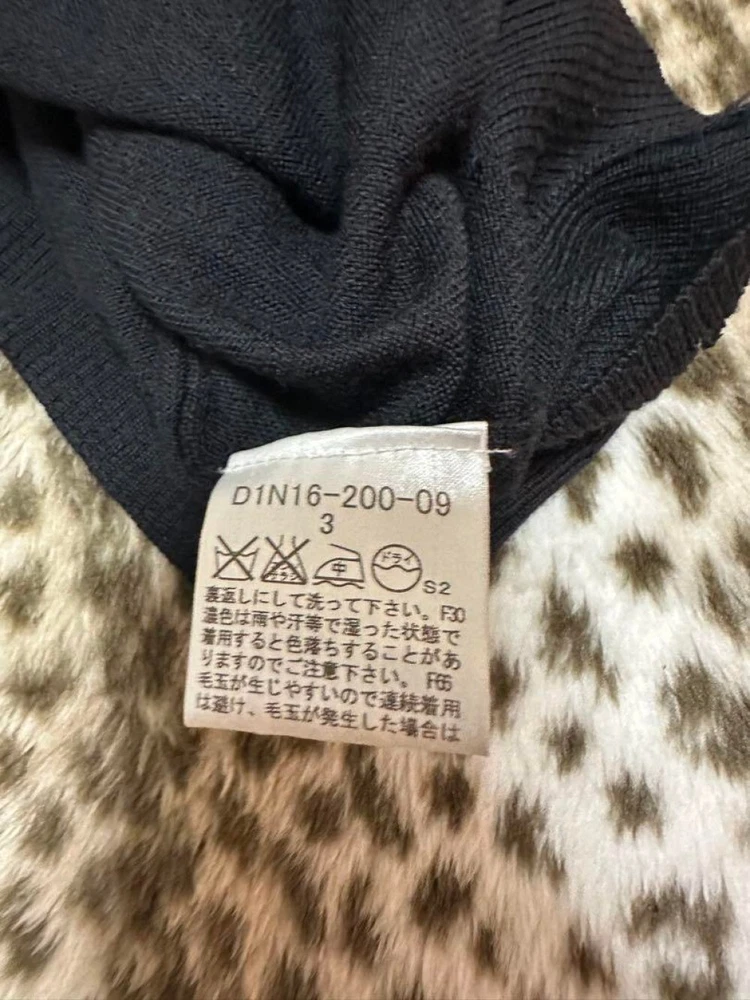 D1N16-200-09
3
中 ドライ S2
裏返しにして洗って下さい。F30
濃色は雨や汗等で湿った状態で
着用すると色落ちすることがあ
りますのでご注意下さい。 F66
毛玉が生じやすいので連続着用
は避け、毛玉が発生した場合は